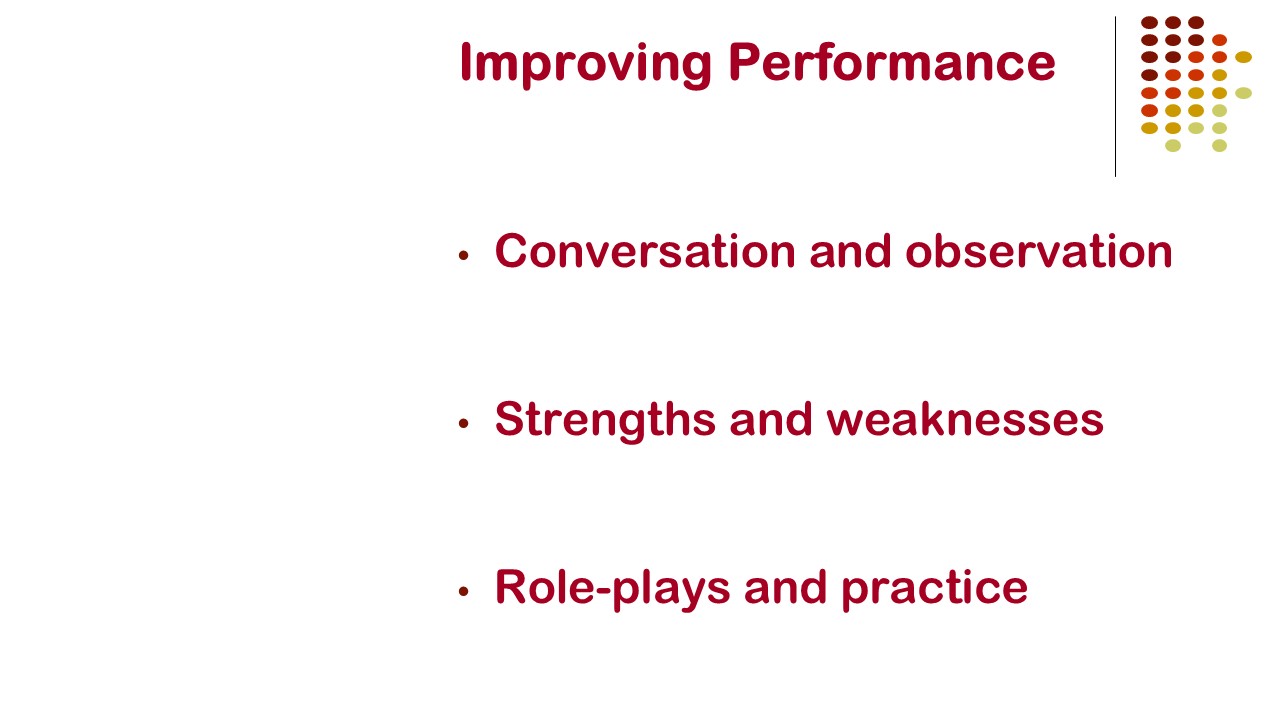 Improving Performance
• Conversation and observation
• Strengths and weaknesses
• Role-plays and practice